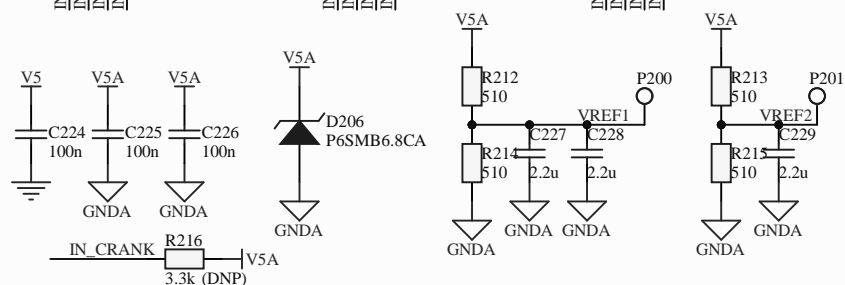 V5
C224
100n
V5A
C225
100n
GNDA
V5A
C226
100n
GNDA
V5A
D206
P6SMB6.8CA
GNDA
V5A
R212
510
VREF1
P200
R214
510
C227
2.2u
C228
2.2u
GNDA
GNDA
GNDA
V5A
R213
510
VREF2
P201
R215
510
C229
2.2u
GNDA
GNDA
IN_CRANK
R216
3.3k (DNP)
V5A